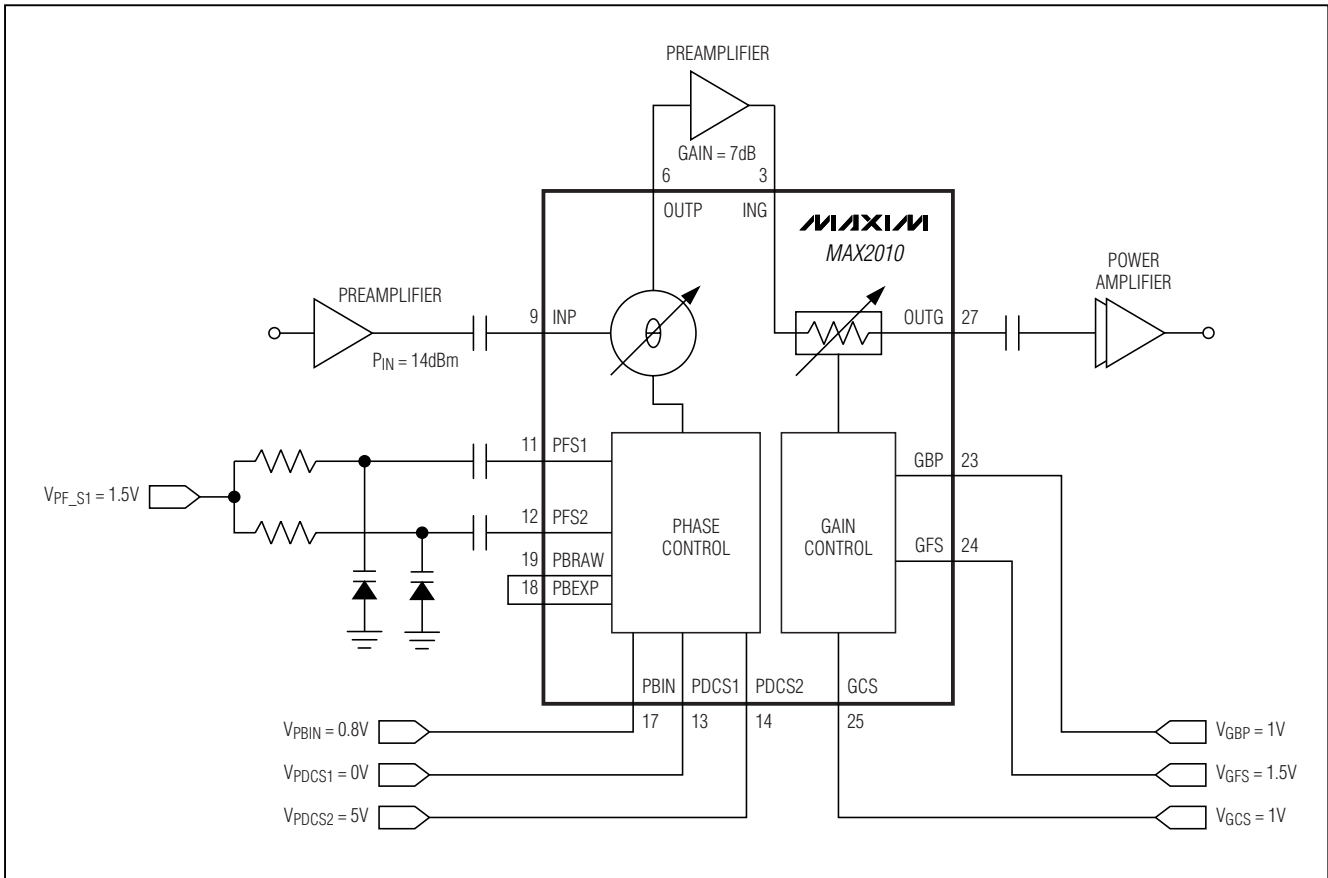 PREAMPLIFIER
GAIN = 7dB
6
3
OUTP
ING
MAXIM
MAX2010
PREAMPLIFIER
PIN = 14dBm
9
INP
OUTG
27
POWER
AMPLIFIER
11
PFS1
VPF_S1 = 1.5V
12
PFS2
19
PBRAW
18
PBEXP
PHASE
CONTROL
GAIN
CONTROL
GBP
23
GFS
24
PBIN
PDCS1
PDCS2
GCS
17
13
14
25
VPBIN = 0.8V
VPDCS1 = 0V
VPDCS2 = 5V
VGBP = 1V
VGFS = 1.5V
VGCS = 1V